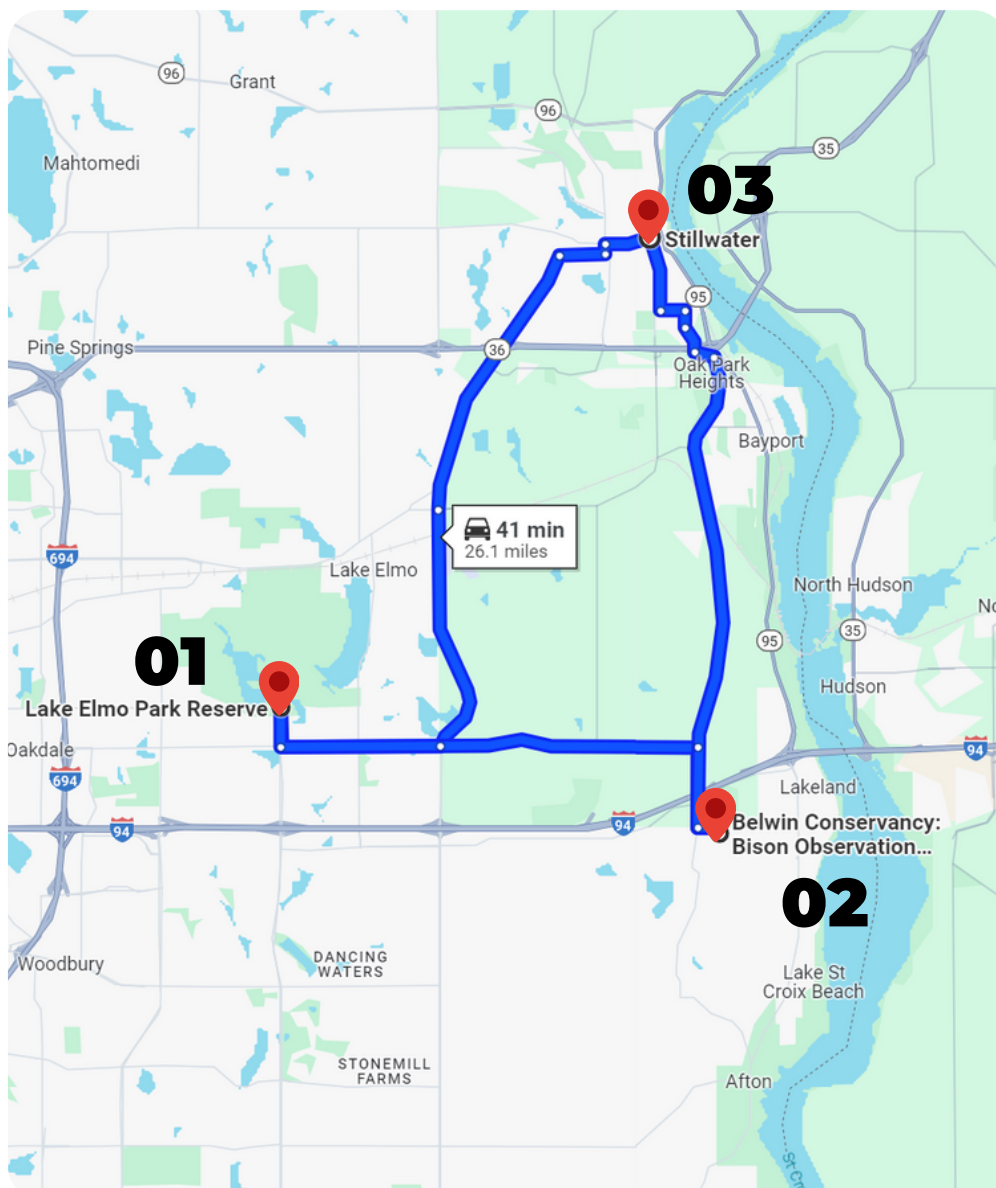 96
Grant
96
Mahtomedi
35
03
Stillwater
95
Pine Springs
36
Oak Park
Heights
Bayport
41 min
26.1 miles
694
Lake Elmo
North Hudson
No
01
95
35
Hudson
Lake Elmo Park Reserve
Oakdale
94
694
Lakeland
94
94
Belwin Conservancy:
Bison Observation...
02
Woodbury
DANCING
WATERS
Lake St
Croix Beach
STONEMILL
FARMS
Afton
St Cr